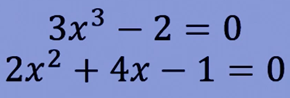 3x³ − 2 = 0
2x² + 4x − 1 = 0